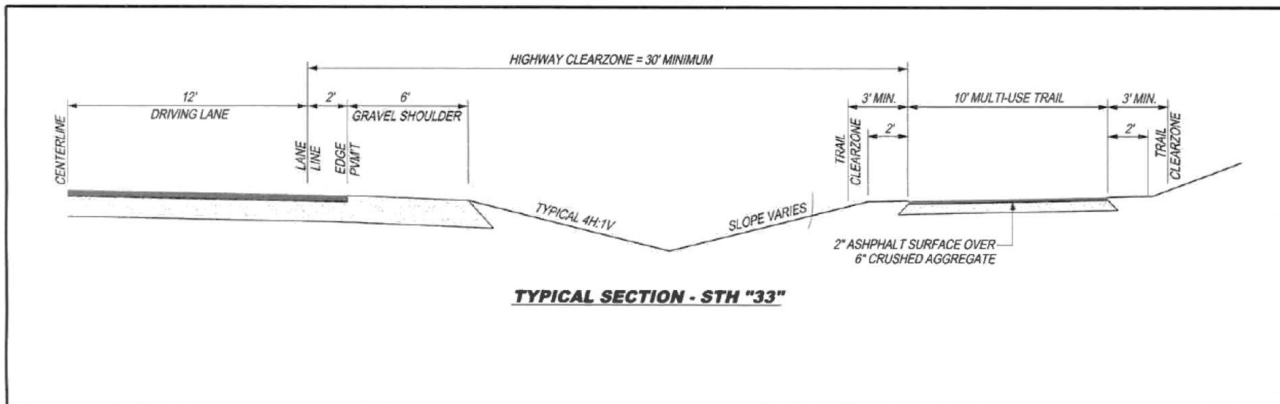 HIGHWAY CLEARZONE = 30' MINIMUM
12'
DRIVING LANE
2'
6'
GRAVEL SHOULDER
3' MIN.
10' MULTI-USE TRAIL
3' MIN.
2'
2'
CENTERLINE
LANE
LINE
EDGE
PVM'T
TRAIL
CLEARZONE
TRAIL
CLEARZONE
TYPICAL 4H:1V
SLOPE VARIES
2" ASHPHALT SURFACE OVER
6" CRUSHED AGGREGATE
TYPICAL SECTION - STH "33"